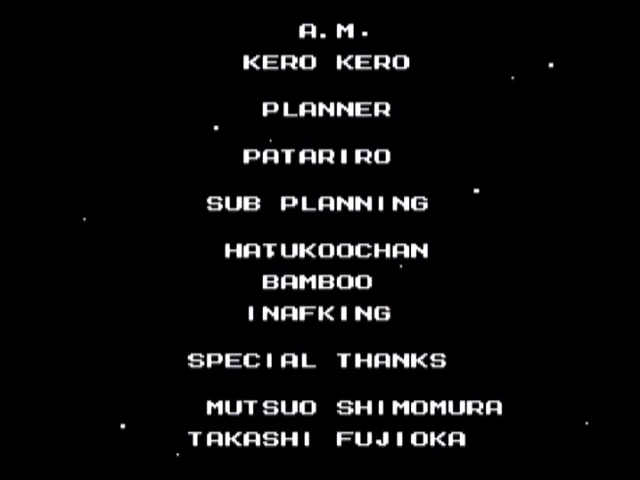 A.M.
KERO KERO
PLANNER
PATARIRO
SUB PLANNING
HATUKOOCHAN
BAMBOO
INAFKING
SPECIAL THANKS
MUTSUO SHIMOMURA
TAKASHI FUJIOKA